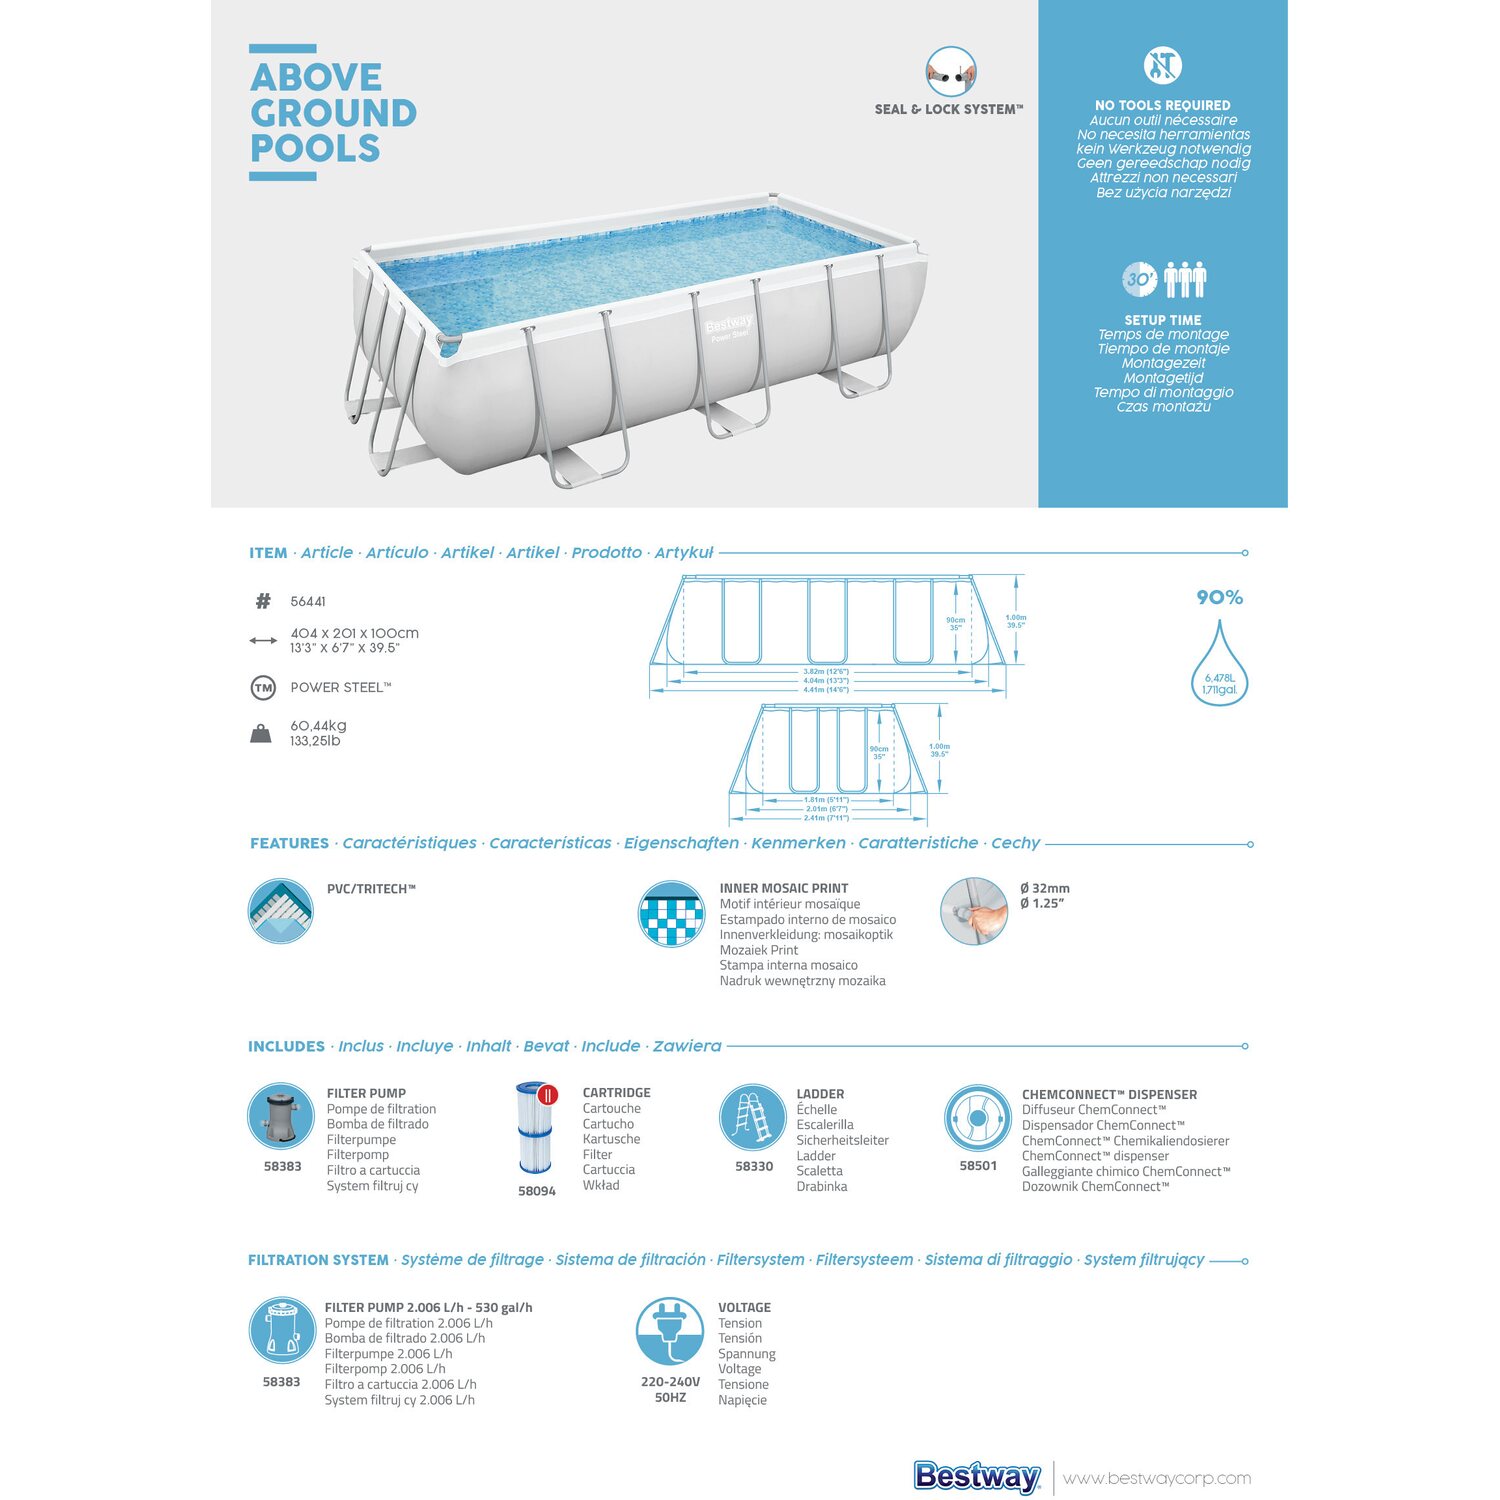 ABOVE
GROUND
POOLS
SEAL & LOCK SYSTEM™
Bestway
Power Steel
NO TOOLS REQUIRED
Aucun outil nécessaire
No necesita herramientas
kein Werkzeug notwendig
Geen gereedschap nodig
Attrezzi non necessari
Bez użycia narzędzi
30'
SETUP TIME
Temps de montage
Tiempo de montaje
Montagezeit
Montagetijd
Tempo di montaggio
Czas montażu
ITEM · Article · Artículo · Artikel · Artikel · Prodotto · Artykuł
# 56441
404 x 201 x 100cm
13'3" x 6'7" x 39.5"
TM POWER STEEL™
60,44kg
133,25lb
90cm
35"
1.00m
39.5"
3.82m (12'6")
4.04m (13'3")
4.41m (14'6")
90cm
35"
1.00m
39.5"
1.81m (5'11")
2.01m (6'7")
2.41m (7'11")
90%
6,478L
1,711gal.
FEATURES · Caractéristiques · Características · Eigenschaften · Kenmerken · Caratteristiche · Cechy
PVC/TRITECH™
INNER MOSAIC PRINT
Motif intérieur mosaïque
Estampado interno de mosaico
Innenverkleidung: mosaikoptik
Mozaiek Print
Stampa interna mosaico
Nadruk wewnętrzny mozaika
Ø 32mm
Ø 1.25"
INCLUDES · Inclus · Incluye · Inhalt · Bevat · Include · Zawiera
58383
FILTER PUMP
Pompe de filtration
Bomba de filtrado
Filterpumpe
Filterpomp
Filtro a cartuccia
System filtruj cy
II
58094
CARTRIDGE
Cartouche
Cartucho
Kartusche
Filter
Cartuccia
Wkład
58330
LADDER
Échelle
Escalerilla
Sicherheitsleiter
Ladder
Scaletta
Drabinka
58501
CHEMCONNECT™ DISPENSER
Diffuseur ChemConnect™
Dispensador ChemConnect™
ChemConnect™ Chemikaliendosierer
ChemConnect™ dispenser
Galleggiante chimico ChemConnect™
Dozownik ChemConnect™
FILTRATION SYSTEM · Système de filtrage · Sistema de filtración · Filtersystem · Filtersysteem · Sistema di filtraggio · System filtrujący
58383
FILTER PUMP 2.006 L/h - 530 gal/h
Pompe de filtration 2.006 L/h
Bomba de filtrado 2.006 L/h
Filterpumpe 2.006 L/h
Filterpomp 2.006 L/h
Filtro a cartuccia 2.006 L/h
System filtruj cy 2.006 L/h
220-240V
50HZ
VOLTAGE
Tension
Tensión
Spannung
Voltage
Tensione
Napięcie
Bestway
www.bestwaycorp.com